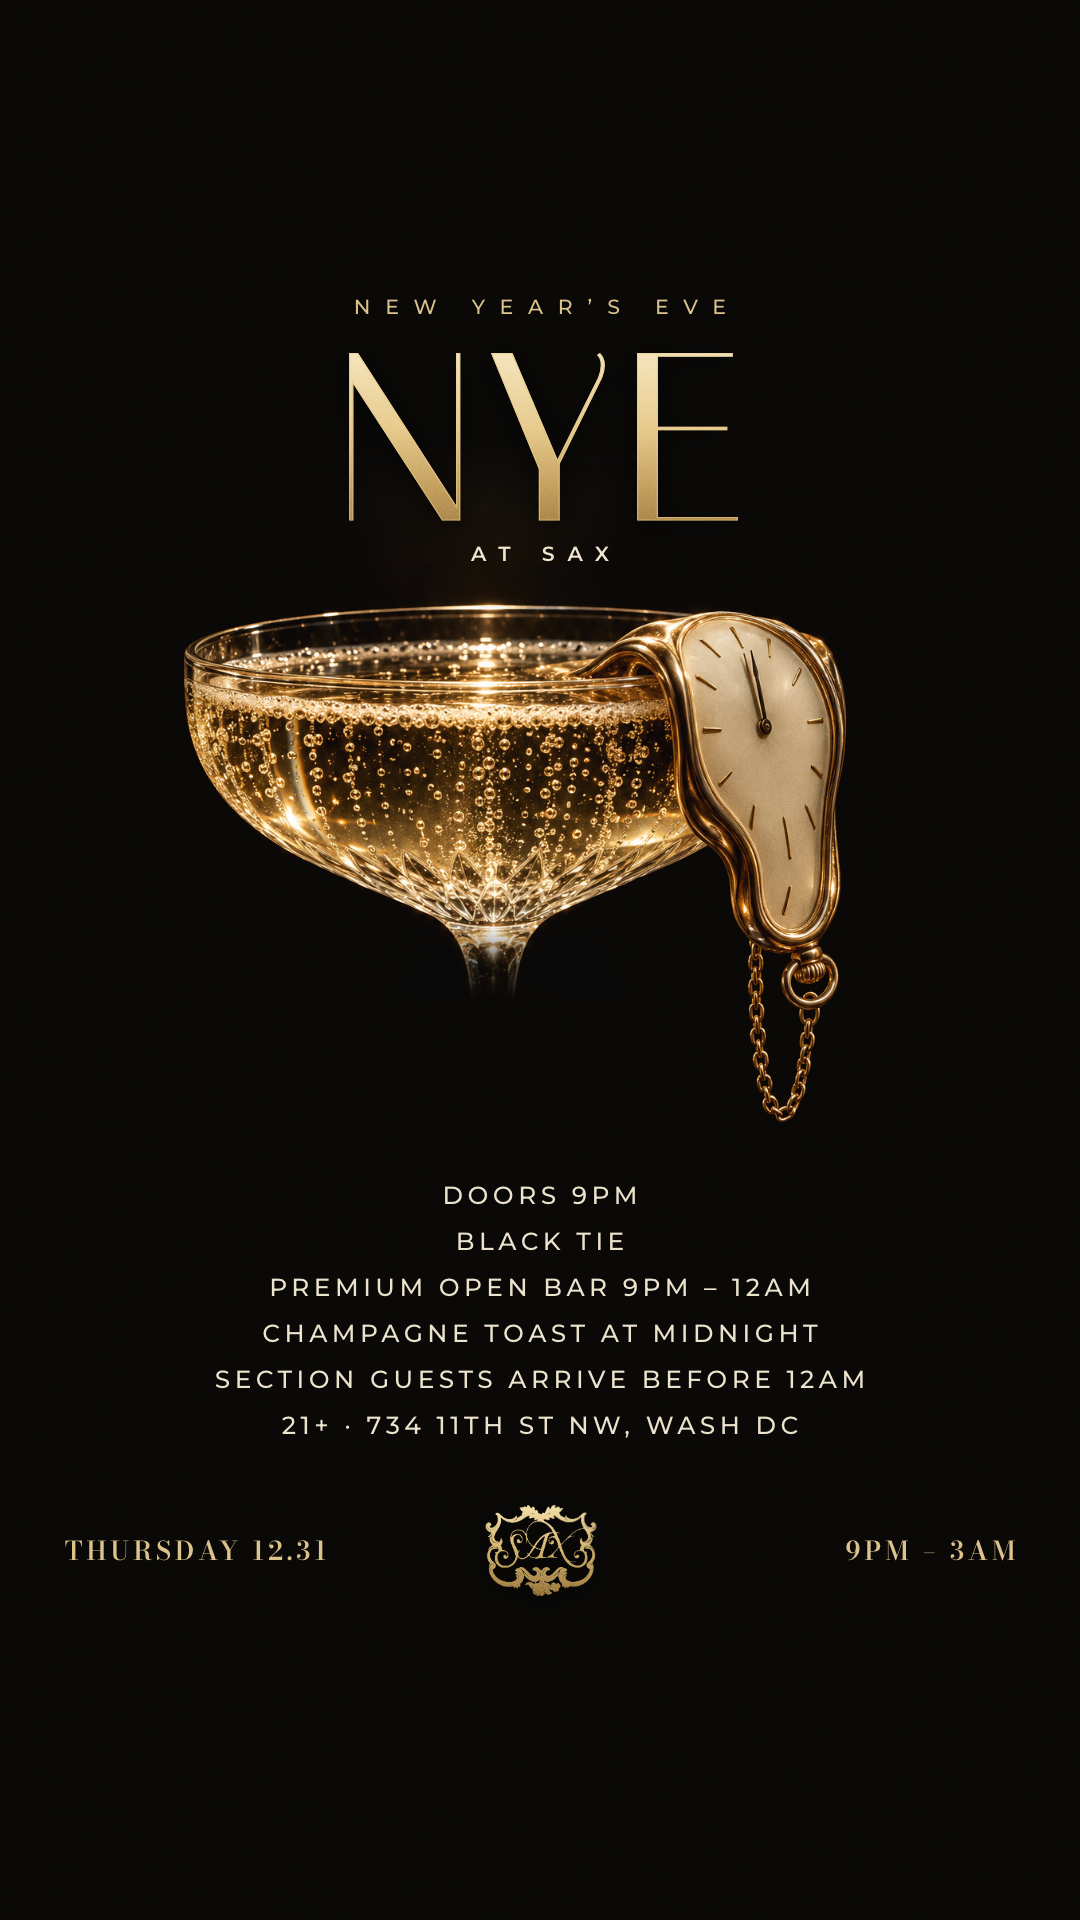 NEW YEAR’S EVE
NYE
AT SAX
DOORS 9PM
BLACK TIE
PREMIUM OPEN BAR 9PM – 12AM
CHAMPAGNE TOAST AT MIDNIGHT
SECTION GUESTS ARRIVE BEFORE 12AM
21+ · 734 11TH ST NW, WASH DC
THURSDAY 12.31
SAX
9PM – 3AM